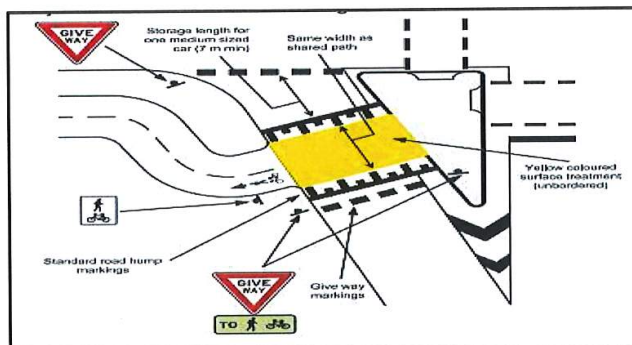 GIVE
WAY
Storage length for
one medium sized
car (7 m min)
Same width as
shared path
Yellow coloured
surface treatment
(unbordered)
Standard road hump
markings
Give way
markings
GIVE
WAY
TO